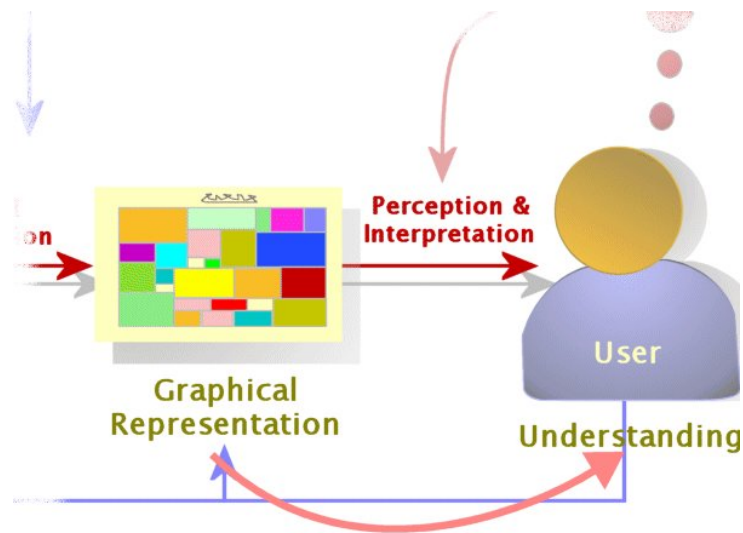 Perception &
Interpretation
on
User
Graphical
Representation
Understanding